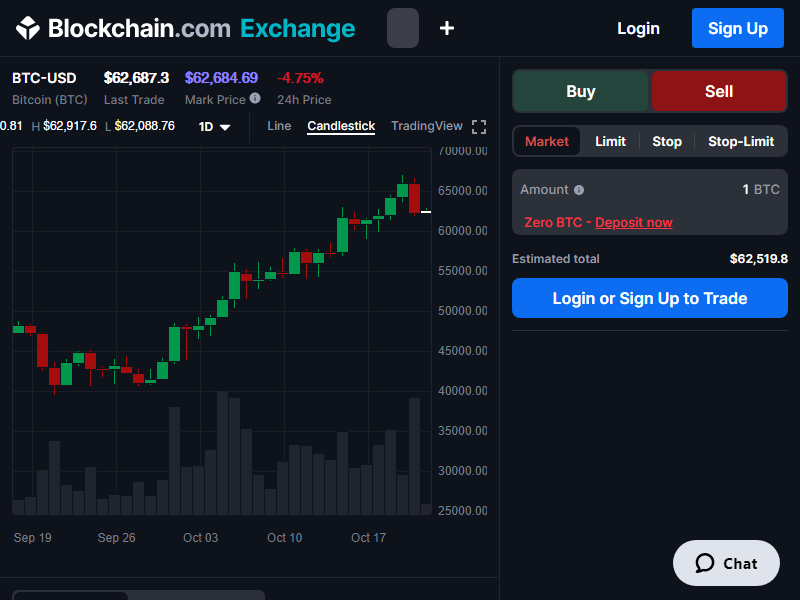 Blockchain.com Exchange
+
Login
Sign Up
BTC-USD $62,687.3 $62,684.69 -4.75%
Bitcoin (BTC) Last Trade Mark Price 24h Price
0.81 H $62,917.6 L $62,088.76 1D Line Candlestick TradingView
70000.00
65000.00
60000.00
55000.00
50000.00
45000.00
40000.00
35000.00
30000.00
25000.00
Sep 19 Sep 26 Oct 03 Oct 10 Oct 17
Buy Sell
Market Limit Stop Stop-Limit
Amount 1 BTC
Zero BTC - Deposit now
Estimated total $62,519.8
Login or Sign Up to Trade
Chat